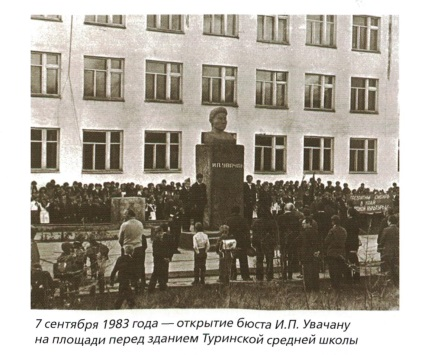 7 сентября 1983 года — открытие бюста И.П. Увачану
на площади перед зданием Туринской средней школы